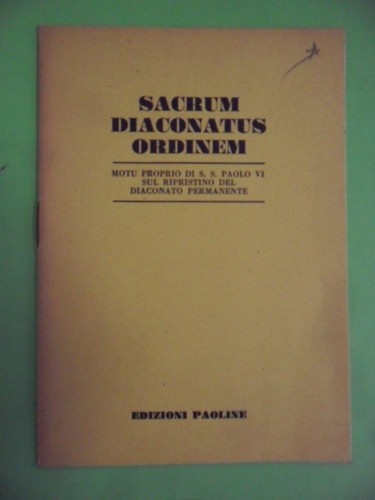 SACRUM
DIACONATUS
ORDINEM
MOTU PROPRIO DI S. S. PAOLO VI
SUL RIPRISTINO DEL
DIACONATO PERMANENTE
EDIZIONI PAOLINE